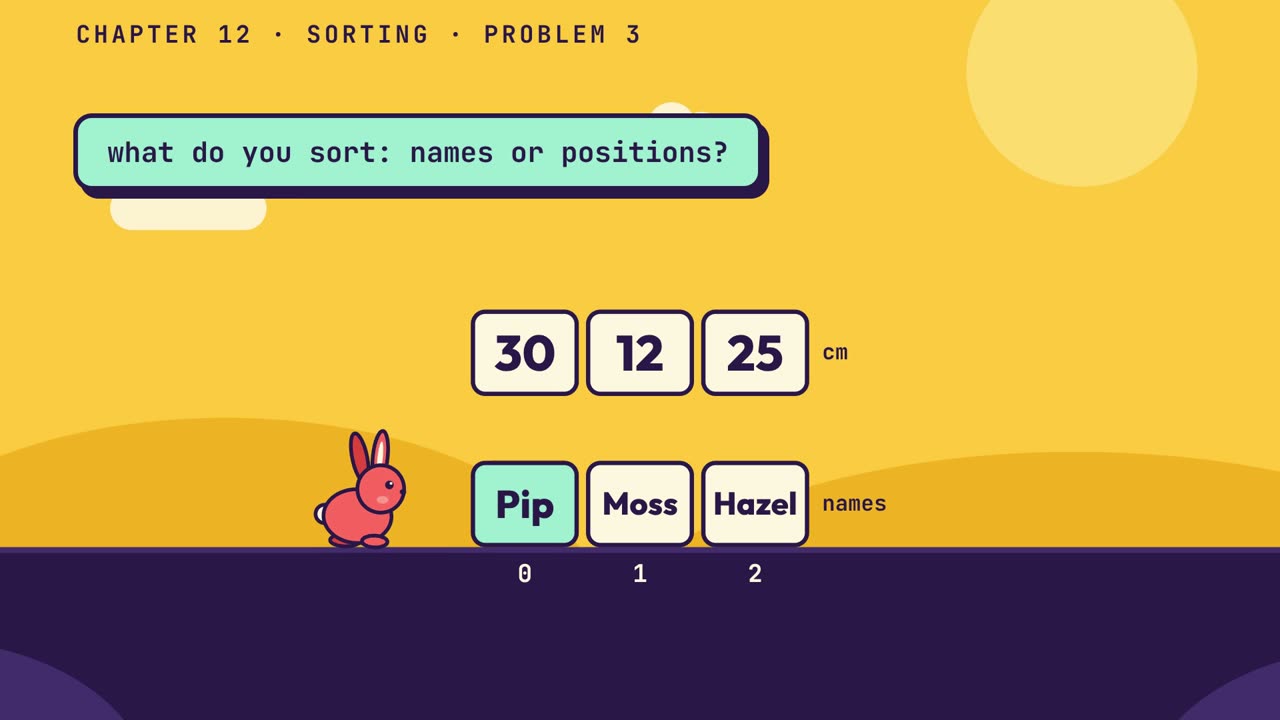 CHAPTER 12 · SORTING · PROBLEM 3
what do you sort: names or positions?
30 12 25 cm
Pip Moss Hazel names
0 1 2